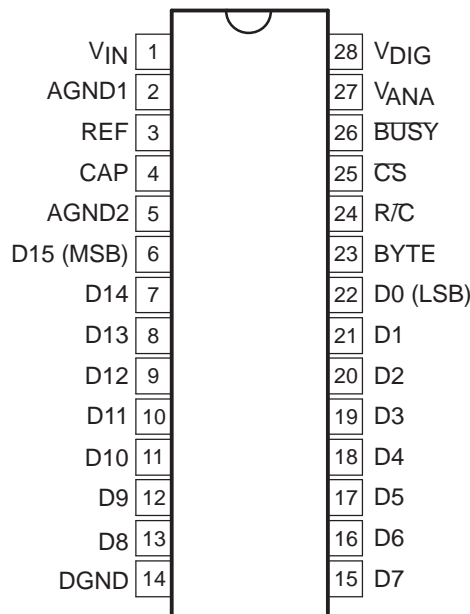 VIN 1 28 VDIG
AGND1 2 27 VANA
REF 3 26 BUSY
CAP 4 25 CS
AGND2 5 24 R/C
D15 (MSB) 6 23 BYTE
D14 7 22 D0 (LSB)
D13 8 21 D1
D12 9 20 D2
D11 10 19 D3
D10 11 18 D4
D9 12 17 D5
D8 13 16 D6
DGND 14 15 D7